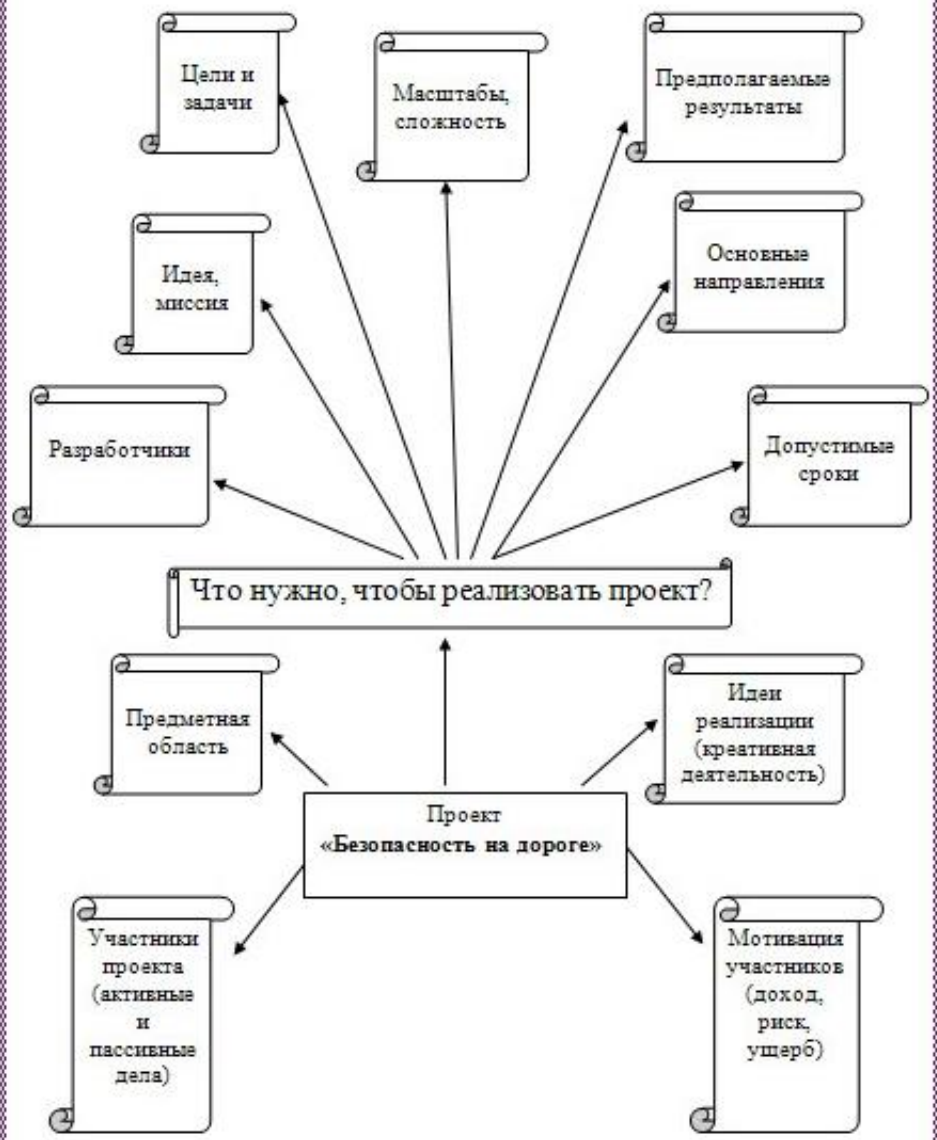 Цели и
задачи
Масштабы,
сложность
Предполагаемые
результаты
Идея,
миссия
Основные
направления
Разработчики
Допустимые
сроки
Что нужно, чтобы реализовать проект?
Предметная
область
Идеи
реализации
(креативная
деятельность)
Проект
«Безопасность на дороге»
Участники
проекта
(активные
и
пассивные
дела)
Мотивация
участников
(доход,
риск,
ущерб)